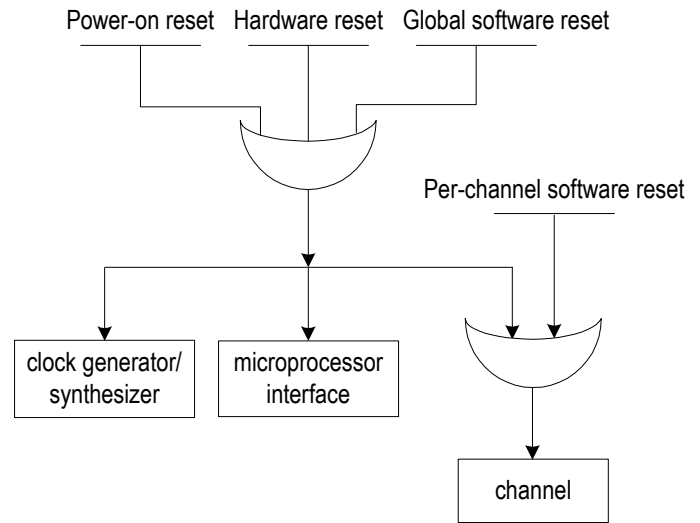 Power-on reset
Hardware reset
Global software reset
Per-channel software reset
clock generator/
synthesizer
microprocessor
interface
channel